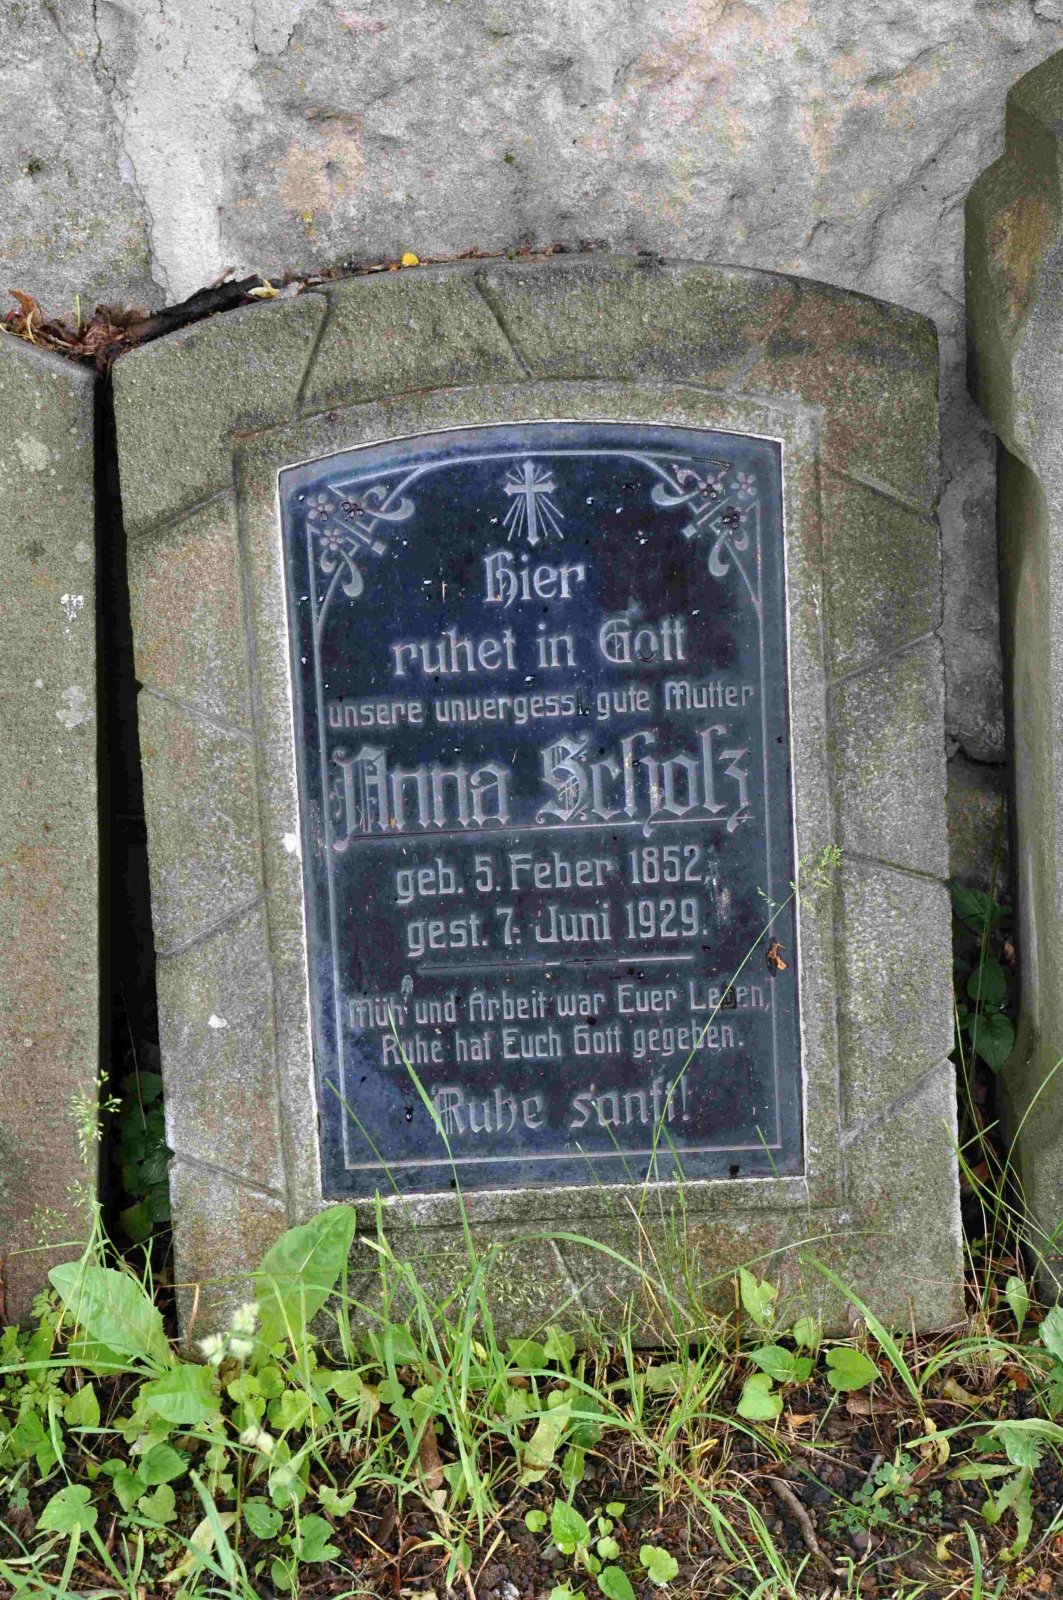 Hier
ruhet in Gott
unsere unvergessl. gute Mutter
Anna Scholz
geb. 5. Feber 1852,
gest. 7. Juni 1929.
Müh' und Arbeit war Euer Leben,
Ruhe hat Euch Gott gegeben.
Ruhe sanft!